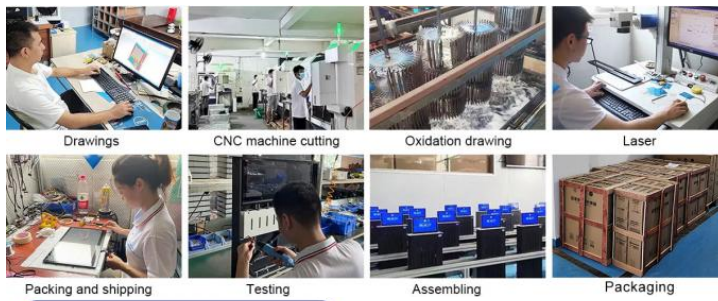 Drawings
CNC machine cutting
Oxidation drawing
Laser
Packing and shipping
Testing
Assembling
Packaging